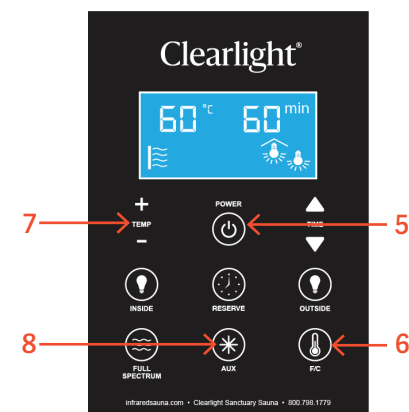 Clearlight®
60 °C 60 min
+
TEMP
−
POWER
TIME
7
5
INSIDE
RESERVE
OUTSIDE
8
6
FULL
SPECTRUM
AUX
F/C
infraredsauna.com • Clearlight Sanctuary Sauna • 800.798.1779